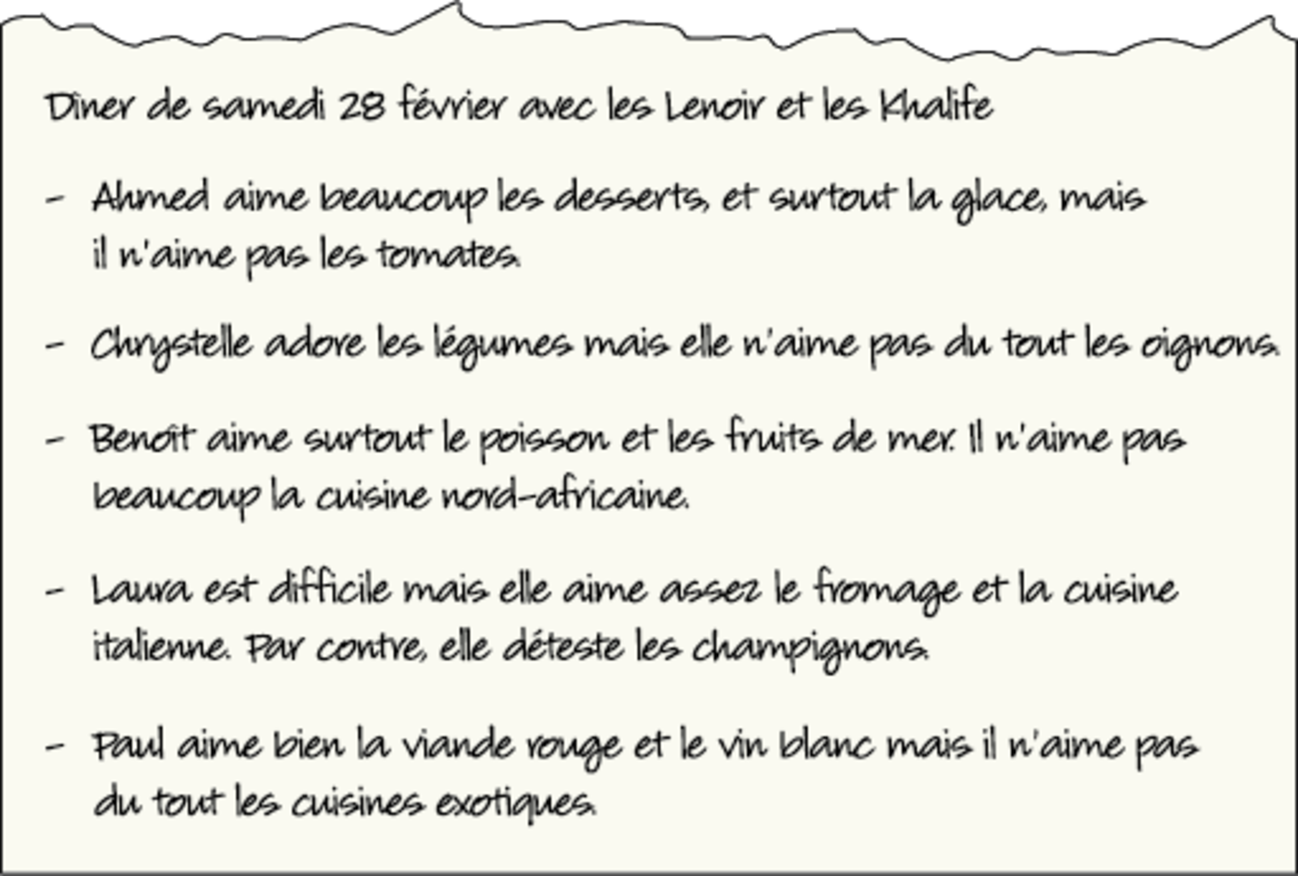 Dîner de samedi 28 février avec les Lenoir et les Khalife
- Ahmed aime beaucoup les desserts, et surtout la glace, mais
il n'aime pas les tomates.
- Chrystelle adore les légumes mais elle n'aime pas du tout les oignons.
- Benoît aime surtout le poisson et les fruits de mer. Il n'aime pas
beaucoup la cuisine nord-africaine.
- Laura est difficile mais elle aime assez le fromage et la cuisine
italienne. Par contre, elle déteste les champignons.
- Paul aime bien la viande rouge et le vin blanc mais il n'aime pas
du tout les cuisines exotiques.